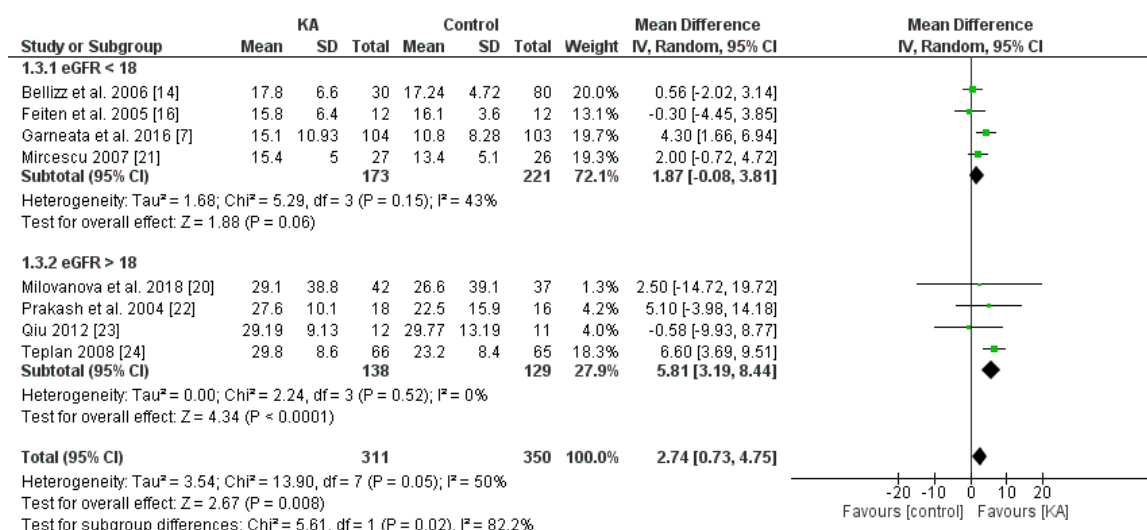 KA Control Mean Difference Mean Difference
Study or Subgroup Mean SD Total Mean SD Total Weight IV, Random, 95% CI IV, Random, 95% CI
1.3.1 eGFR < 18
Bellizz et al. 2006 [14] 17.8 6.6 30 17.24 4.72 80 20.0% 0.56 [-2.02, 3.14]
Feiten et al. 2005 [16] 15.8 6.4 12 16.1 3.6 12 13.1% -0.30 [-4.45, 3.85]
Garneata et al. 2016 [7] 15.1 10.93 104 10.8 8.28 103 19.7% 4.30 [1.66, 6.94]
Mircescu 2007 [21] 15.4 5 27 13.4 5.1 26 19.3% 2.00 [-0.72, 4.72]
Subtotal (95% CI) 173 221 72.1% 1.87 [-0.08, 3.81]
Heterogeneity: Tau² = 1.68; Chi² = 5.29, df = 3 (P = 0.15); I² = 43%
Test for overall effect: Z = 1.88 (P = 0.06)
1.3.2 eGFR > 18
Milovanova et al. 2018 [20] 29.1 38.8 42 26.6 39.1 37 1.3% 2.50 [-14.72, 19.72]
Prakash et al. 2004 [22] 27.6 10.1 18 22.5 15.9 16 4.2% 5.10 [-3.98, 14.18]
Qiu 2012 [23] 29.19 9.13 12 29.77 13.19 11 4.0% -0.58 [-9.93, 8.77]
Teplan 2008 [24] 29.8 8.6 66 23.2 8.4 65 18.3% 6.60 [3.69, 9.51]
Subtotal (95% CI) 138 129 27.9% 5.81 [3.19, 8.44]
Heterogeneity: Tau² = 0.00; Chi² = 2.24, df = 3 (P = 0.52); I² = 0%
Test for overall effect: Z = 4.34 (P < 0.0001)
Total (95% CI) 311 350 100.0% 2.74 [0.73, 4.75]
Heterogeneity: Tau² = 3.54; Chi² = 13.90, df = 7 (P = 0.05); I² = 50%
Test for overall effect: Z = 2.67 (P = 0.008)
Test for subgroup differences: Chi² = 5.61, df = 1 (P = 0.02), I² = 82.2%
-20 -10 0 10 20
Favours [control] Favours [KA]